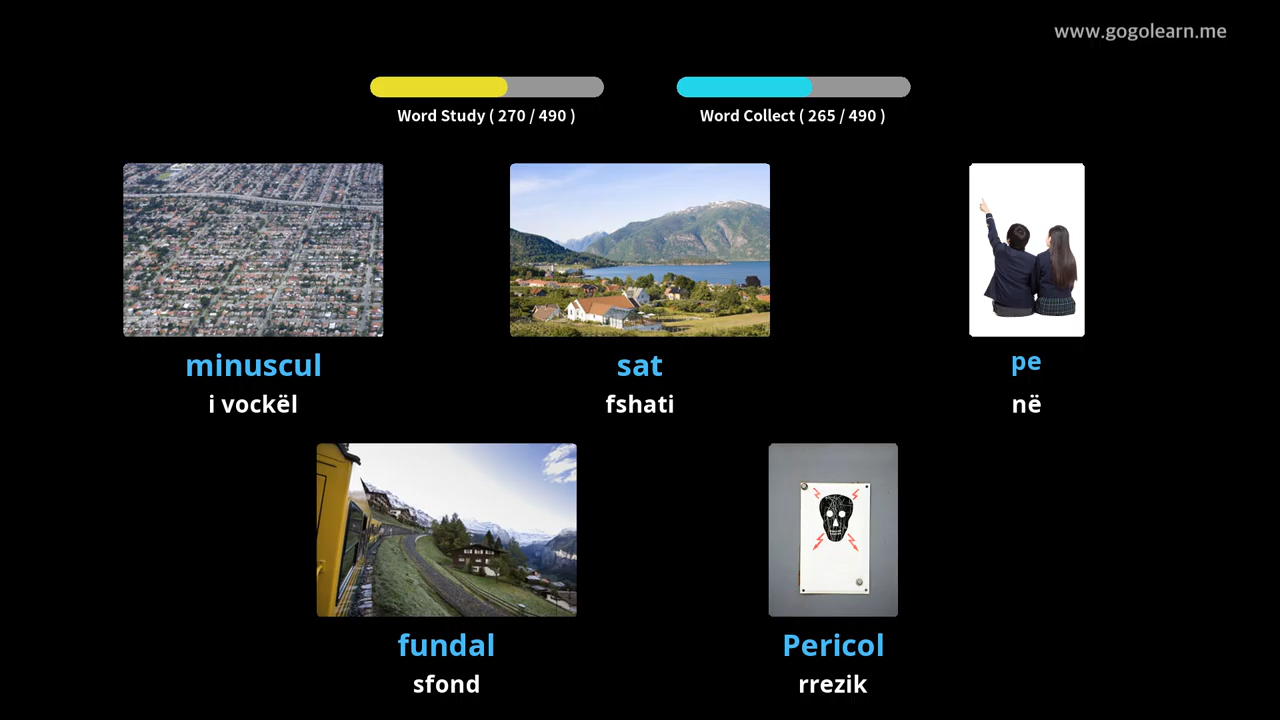 www.gogolearn.me
Word Study ( 270 / 490 )
Word Collect ( 265 / 490 )
minuscul
i vockël
sat
fshati
pe
në
fundal
sfond
Pericol
rrezik